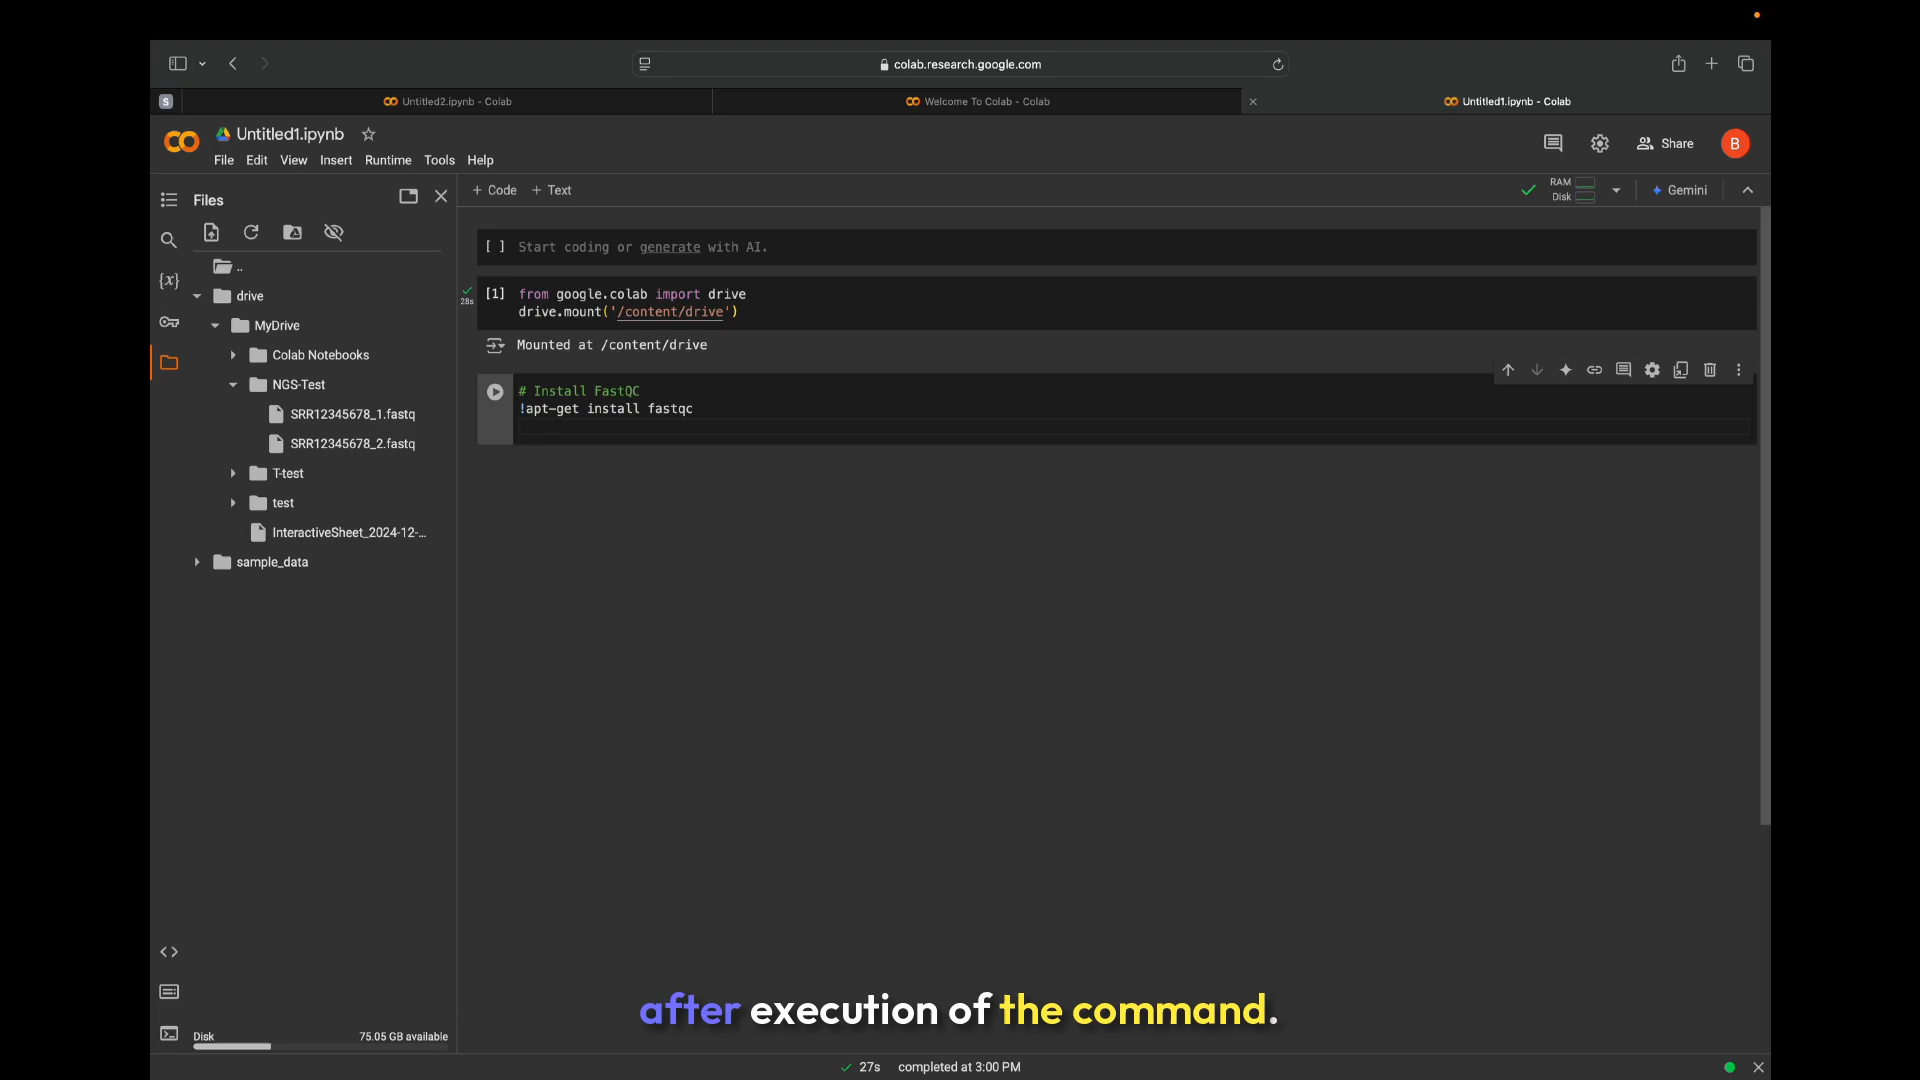 colab.research.google.com
S
Untitled2.ipynb - Colab
Welcome To Colab - Colab
Untitled1.ipynb - Colab
Untitled1.ipynb
File Edit View Insert Runtime Tools Help
Share
B
Files
+ Code + Text
RAM
Disk
Gemini
..
drive
MyDrive
Colab Notebooks
NGS-Test
SRR12345678_1.fastq
SRR12345678_2.fastq
T-test
test
InteractiveSheet_2024-12-...
sample_data
[ ] Start coding or generate with AI.
28s
[1] from google.colab import drive
drive.mount('/content/drive')
Mounted at /content/drive
# Install FastQC
!apt-get install fastqc
after execution of the command.
Disk 75.05 GB available
27s completed at 3:00 PM